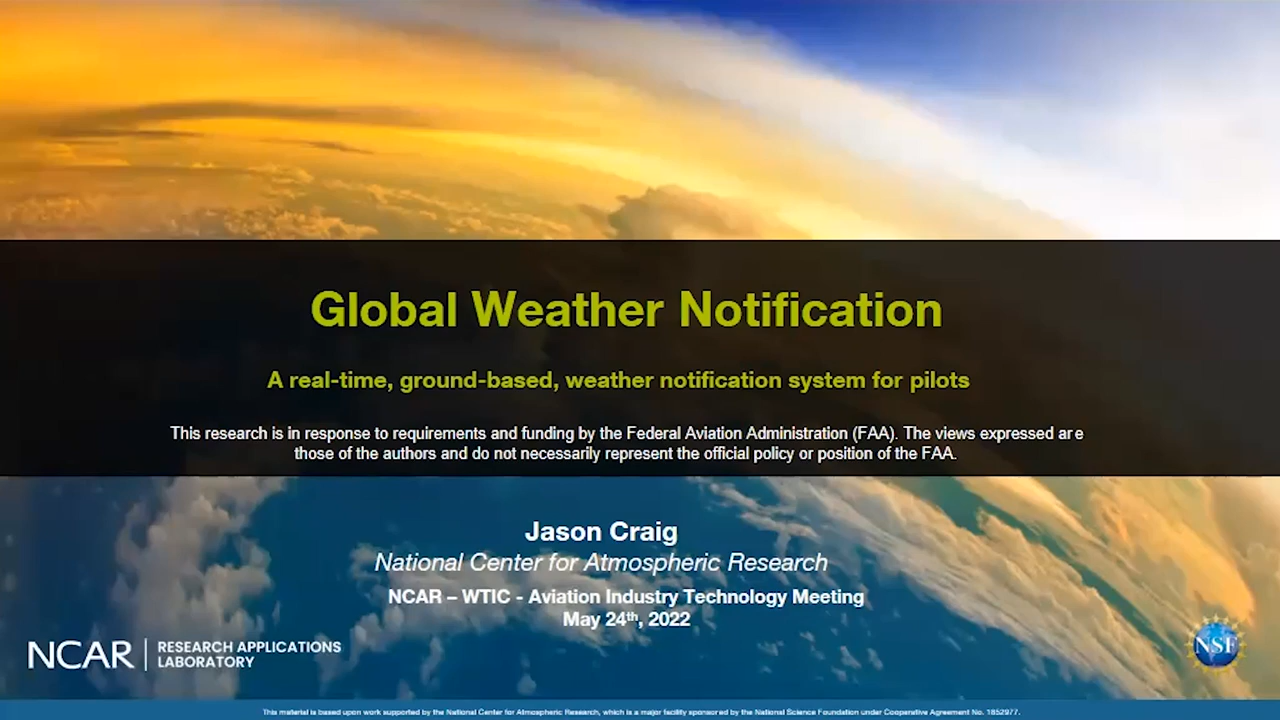 Global Weather Notification
A real-time, ground-based, weather notification system for pilots
This research is in response to requirements and funding by the Federal Aviation Administration (FAA). The views expressed are
those of the authors and do not necessarily represent the official policy or position of the FAA.
Jason Craig
National Center for Atmospheric Research
NCAR – WTIC - Aviation Industry Technology Meeting
May 24th, 2022
NCAR | RESEARCH APPLICATIONS
LABORATORY
NSF
This material is based upon work supported by the National Center for Atmospheric Research, which is a major facility sponsored by the National Science Foundation under Cooperative Agreement No. 1852977.